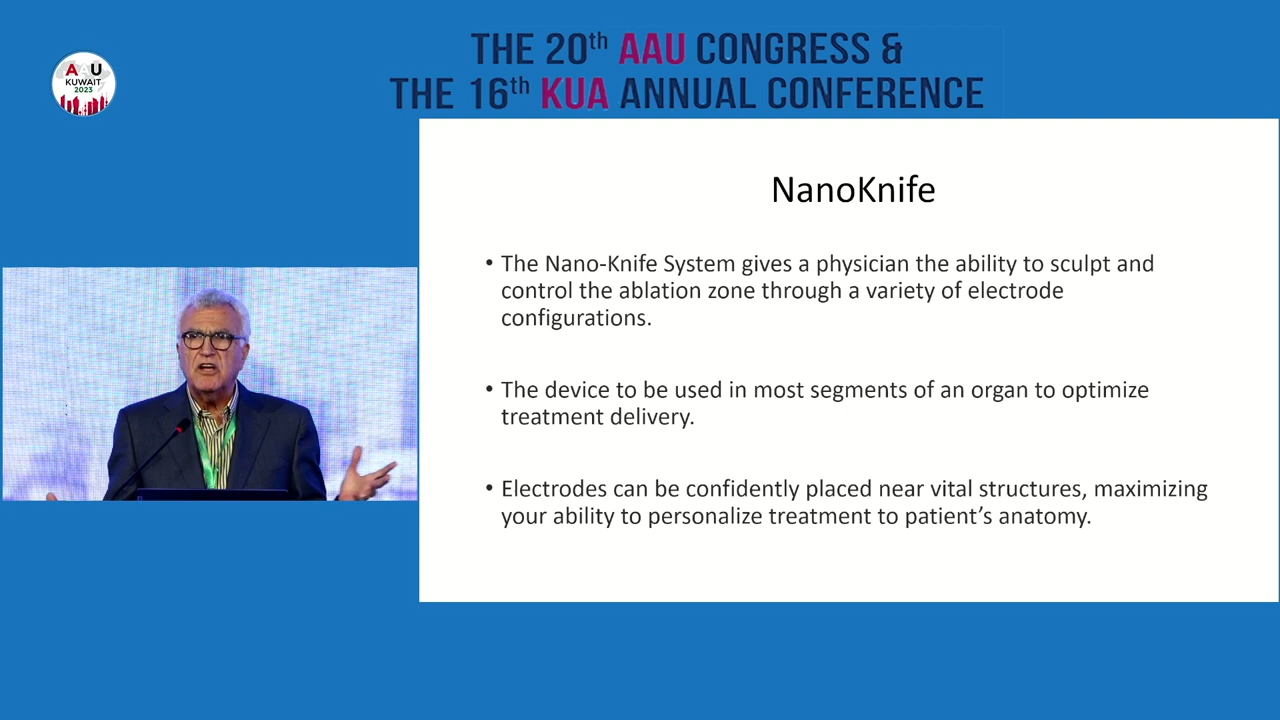 THE 20th AAU CONGRESS &
THE 16th KUA ANNUAL CONFERENCE
AAU
KUWAIT
2023
NanoKnife
• The Nano-Knife System gives a physician the ability to sculpt and
control the ablation zone through a variety of electrode
configurations.
• The device to be used in most segments of an organ to optimize
treatment delivery.
• Electrodes can be confidently placed near vital structures, maximizing
your ability to personalize treatment to patient’s anatomy.